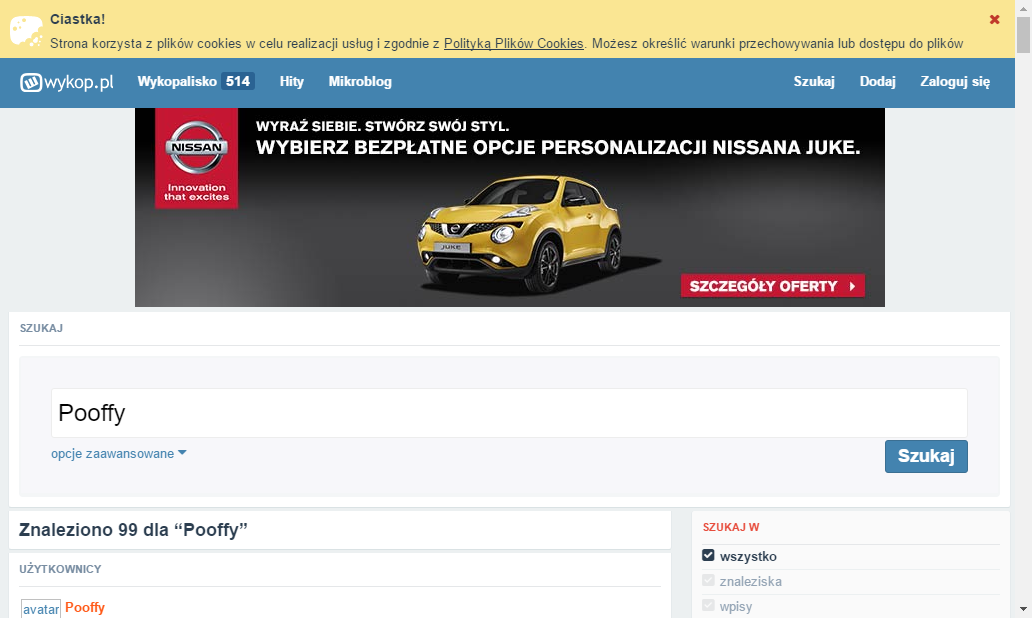 Ciastka!
Strona korzysta z plików cookies w celu realizacji usług i zgodnie z Polityką Plików Cookies. Możesz określić warunki przechowywania lub dostępu do plików
wykop.pl Wykopalisko 514 Hity Mikroblog Szukaj Dodaj Zaloguj się
WYRAŹ SIEBIE. STWÓRZ SWÓJ STYL.
WYBIERZ BEZPŁATNE OPCJE PERSONALIZACJI NISSANA JUKE.
NISSAN
Innovation
that excites
JUKE
SZCZEGÓŁY OFERTY
SZUKAJ
Pooffy
opcje zaawansowane
Szukaj
Znaleziono 99 dla “Pooffy”
UŻYTKOWNICY
avatar Pooffy
SZUKAJ W
wszystko
znaleziska
wpisy